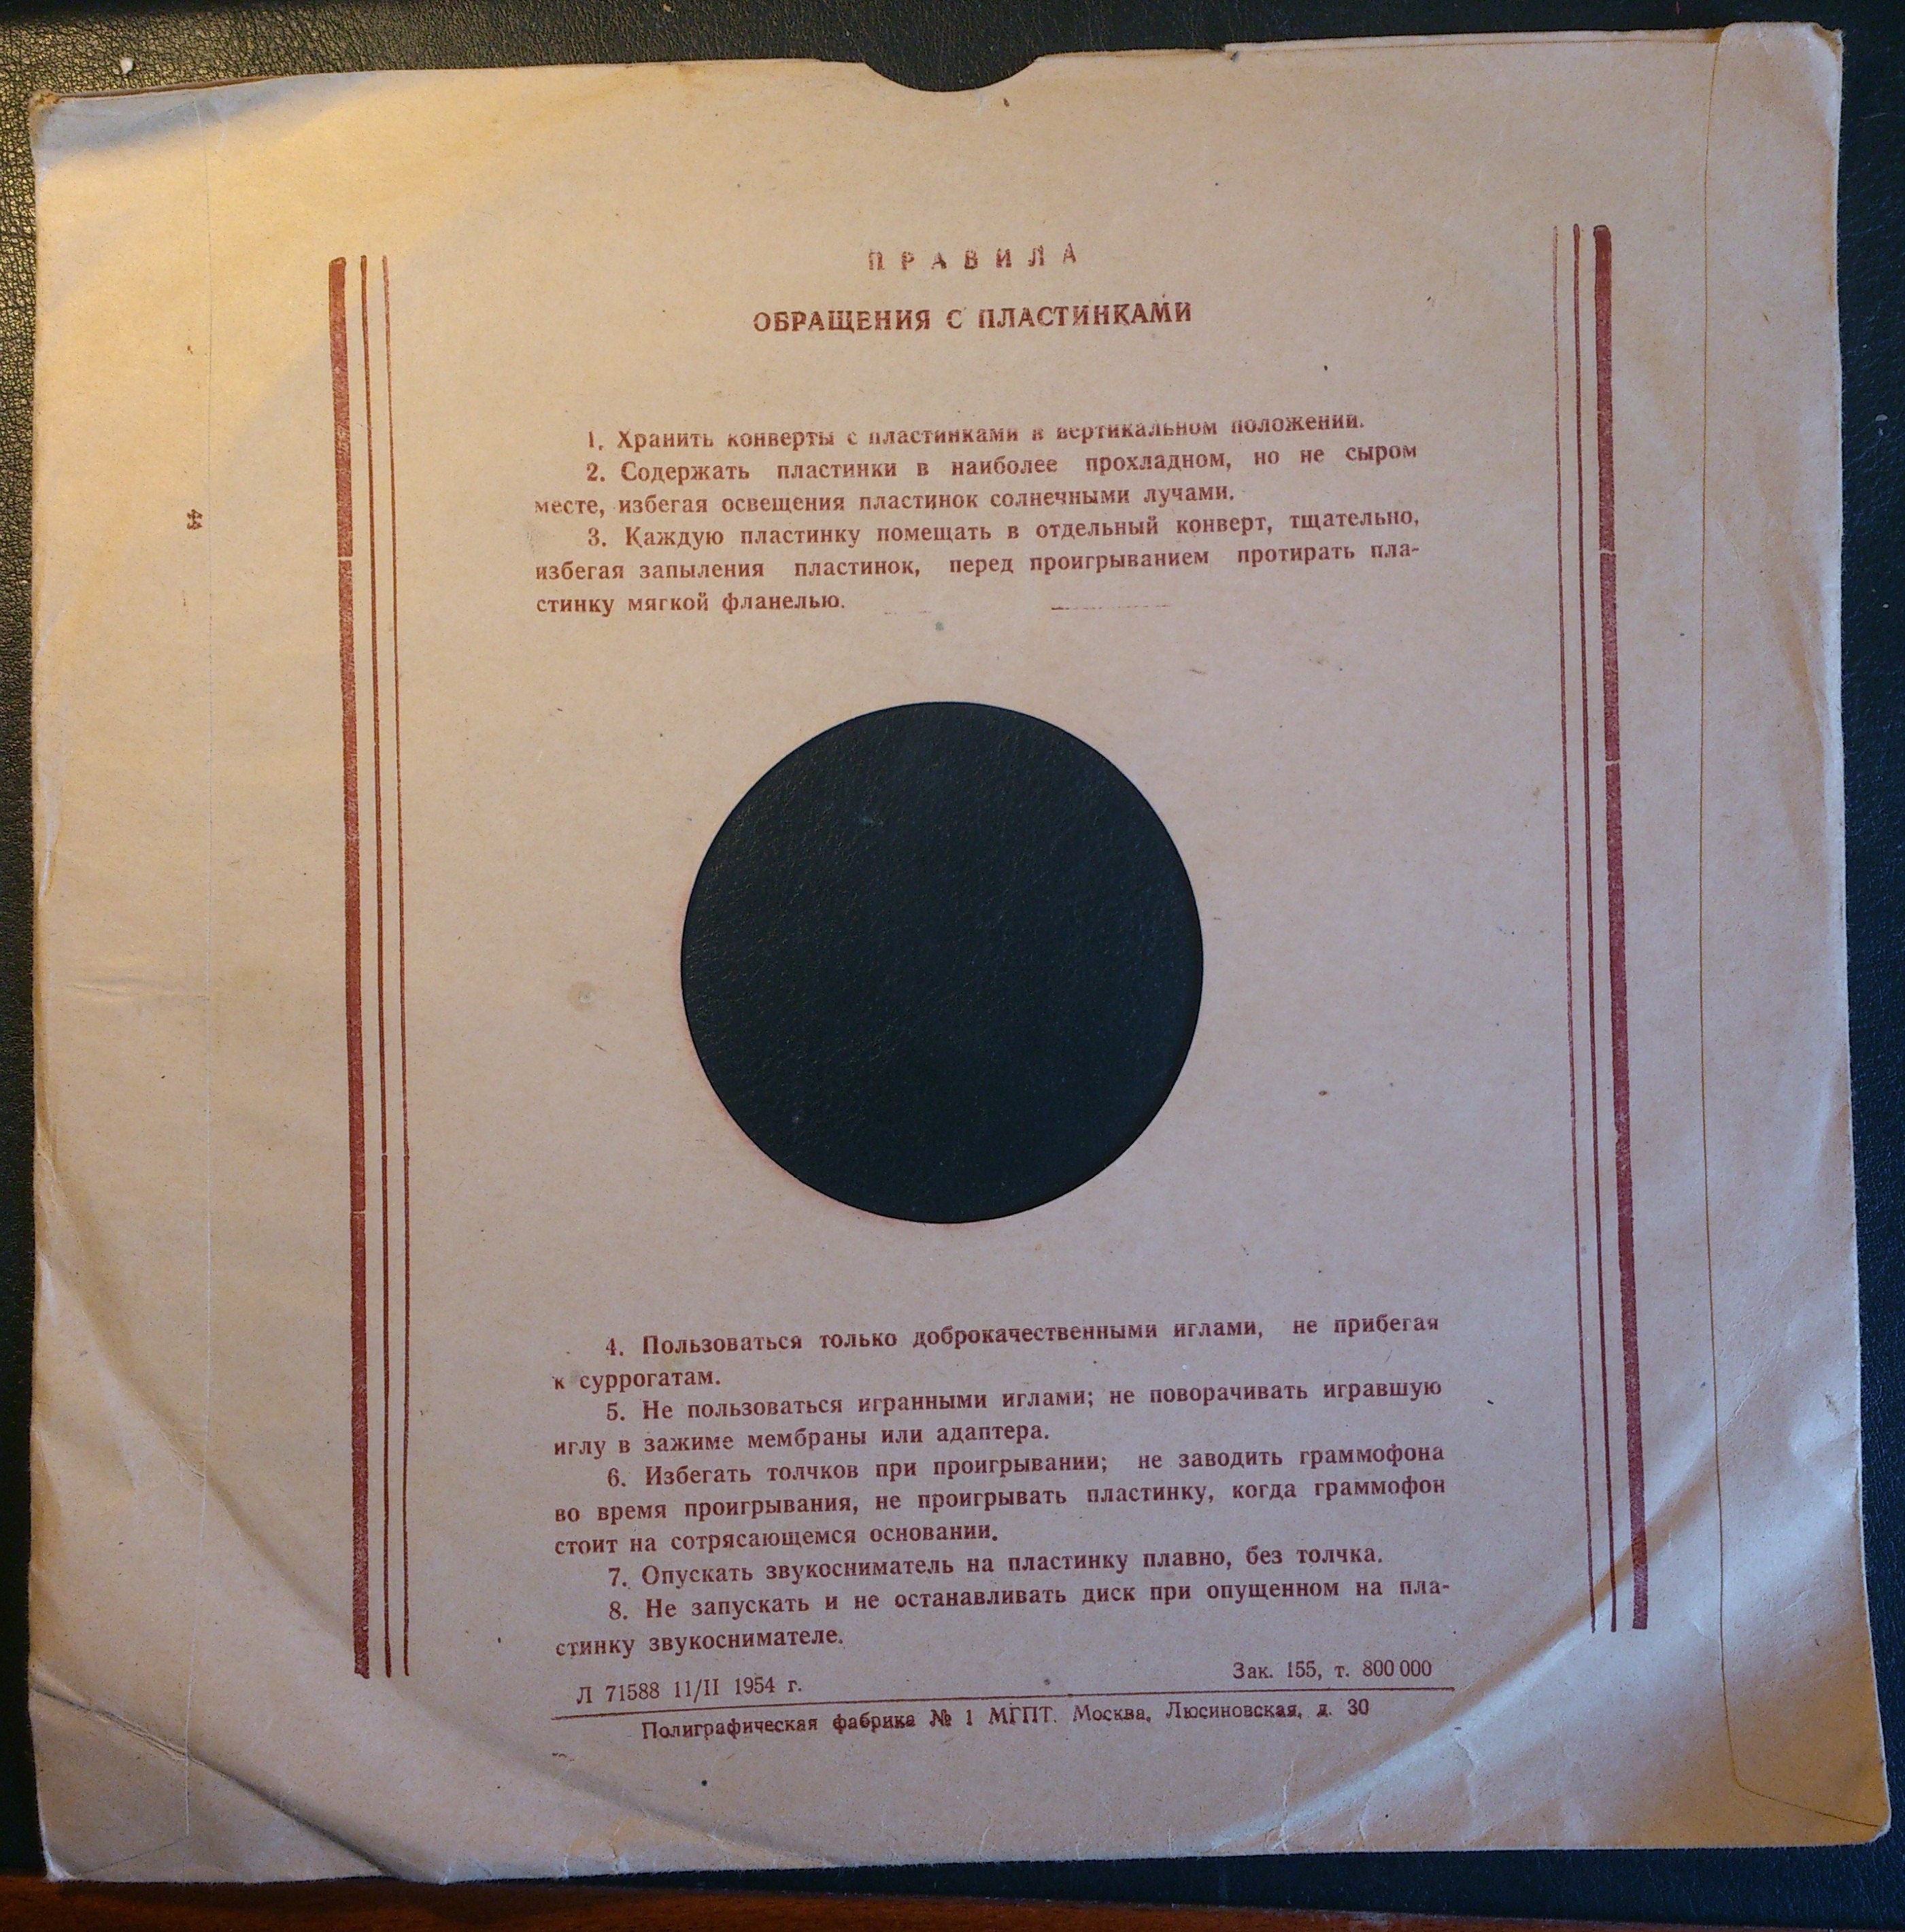 ПРАВИЛА
ОБРАЩЕНИЯ С ПЛАСТИНКАМИ
1. Хранить конверты с пластинками в вертикальном положении.
2. Содержать пластинки в наиболее прохладном, но не сыром
месте, избегая освещения пластинок солнечными лучами.
3. Каждую пластинку помещать в отдельный конверт, тщательно,
избегая запыления пластинок, перед проигрыванием протирать пла-
стинку мягкой фланелью.
44
4. Пользоваться только доброкачественными иглами, не прибегая
к суррогатам.
5. Не пользоваться игранными иглами; не поворачивать игравшую
иглу в зажиме мембраны или адаптера.
6. Избегать толчков при проигрывании; не заводить граммофона
во время проигрывания, не проигрывать пластинку, когда граммофон
стоит на сотрясающемся основании.
7. Опускать звукосниматель на пластинку плавно, без толчка.
8. Не запускать и не останавливать диск при опущенном на пла-
стинку звукоснимателе.
Л 71588 11/II 1954 г. Зак. 155, т. 800 000
Полиграфическая фабрика № 1 МГПТ. Москва, Люсиновская, д. 30